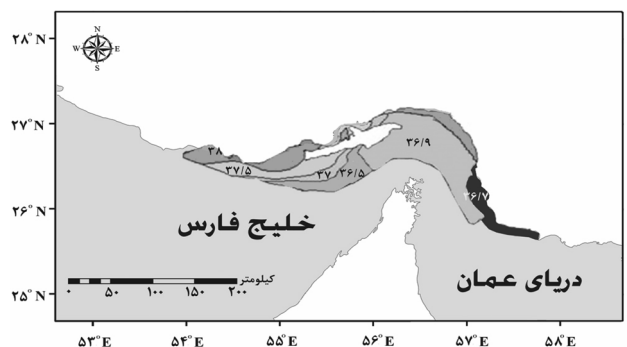 ۲۸° N
N
W E
S
۲۷° N
۳۸
۳۶/۹
۳۷/۵
۳۷
۳۶/۵
۳۶/۷
۲۶° N
خلیج فارس
دریای عمان
کیلومتر
۰ ۵۰ ۱۰۰ ۱۵۰ ۲۰۰
۲۵° N
۵۳° E ۵۴° E ۵۵° E ۵۶° E ۵۷° E ۵۸° E